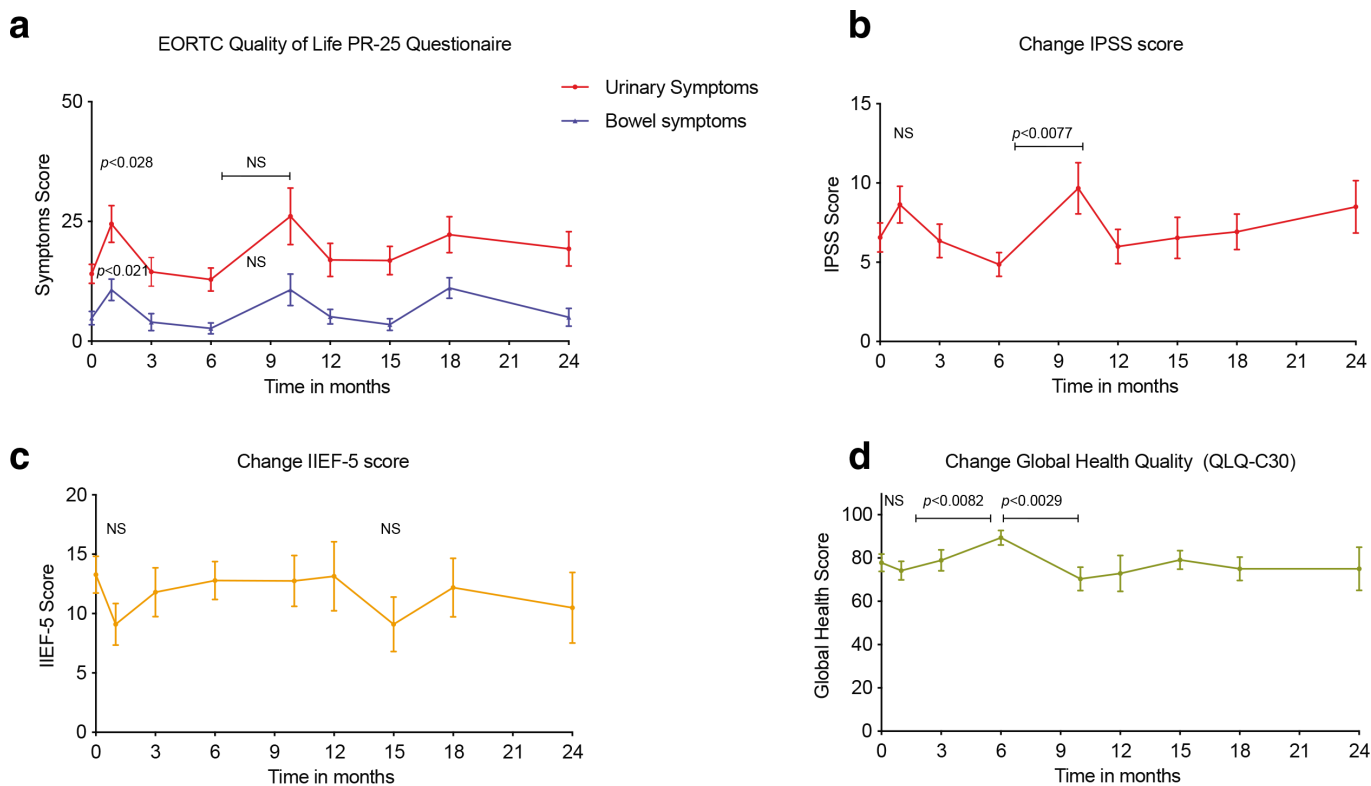 a
EORTC Quality of Life PR-25 Questionaire
Urinary Symptoms
Bowel symptoms
Symptoms Score
50
25
0
p<0.028
NS
p<0.021
NS
0 3 6 9 12 15 18 21 24
Time in months
b
Change IPSS score
IPSS Score
15
10
5
0
NS
p<0.0077
0 3 6 9 12 15 18 21 24
Time in months
c
Change IIEF-5 score
IIEF-5 Score
20
15
10
5
0
NS
NS
0 3 6 9 12 15 18 21 24
Time in months
d
Change Global Health Quality (QLQ-C30)
Global Health Score
100
80
60
40
20
0
NS
p<0.0082
p<0.0029
0 3 6 9 12 15 18 21 24
Time in months